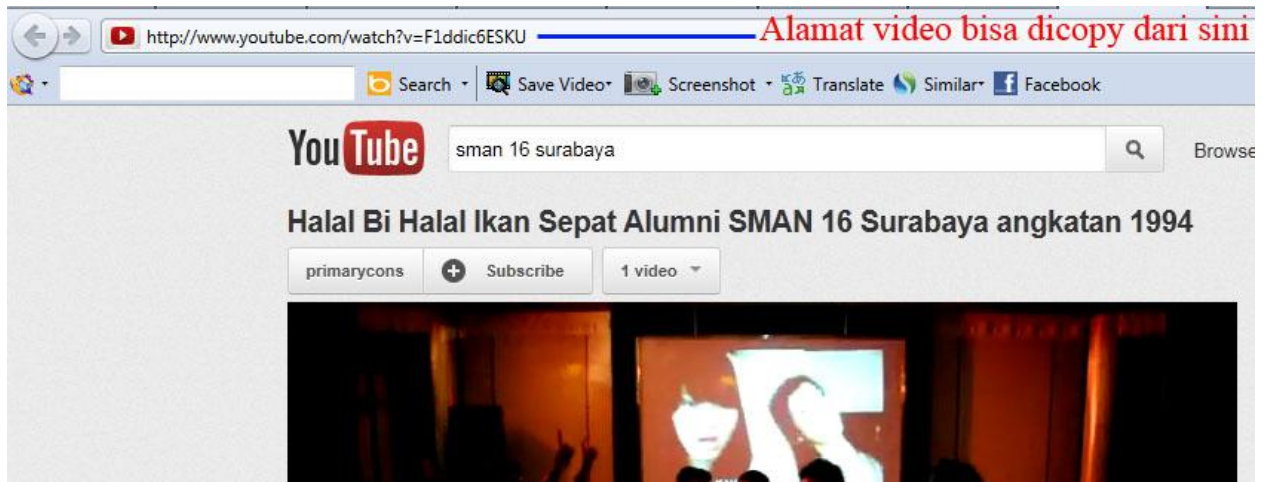 http://www.youtube.com/watch?v=F1ddic6ESKU Alamat video bisa dicopy dari sini
Search Save Video Screenshot Translate Similar Facebook
You Tube sman 16 surabaya Browse
Halal Bi Halal Ikan Sepat Alumni SMAN 16 Surabaya angkatan 1994
primarycons Subscribe 1 video